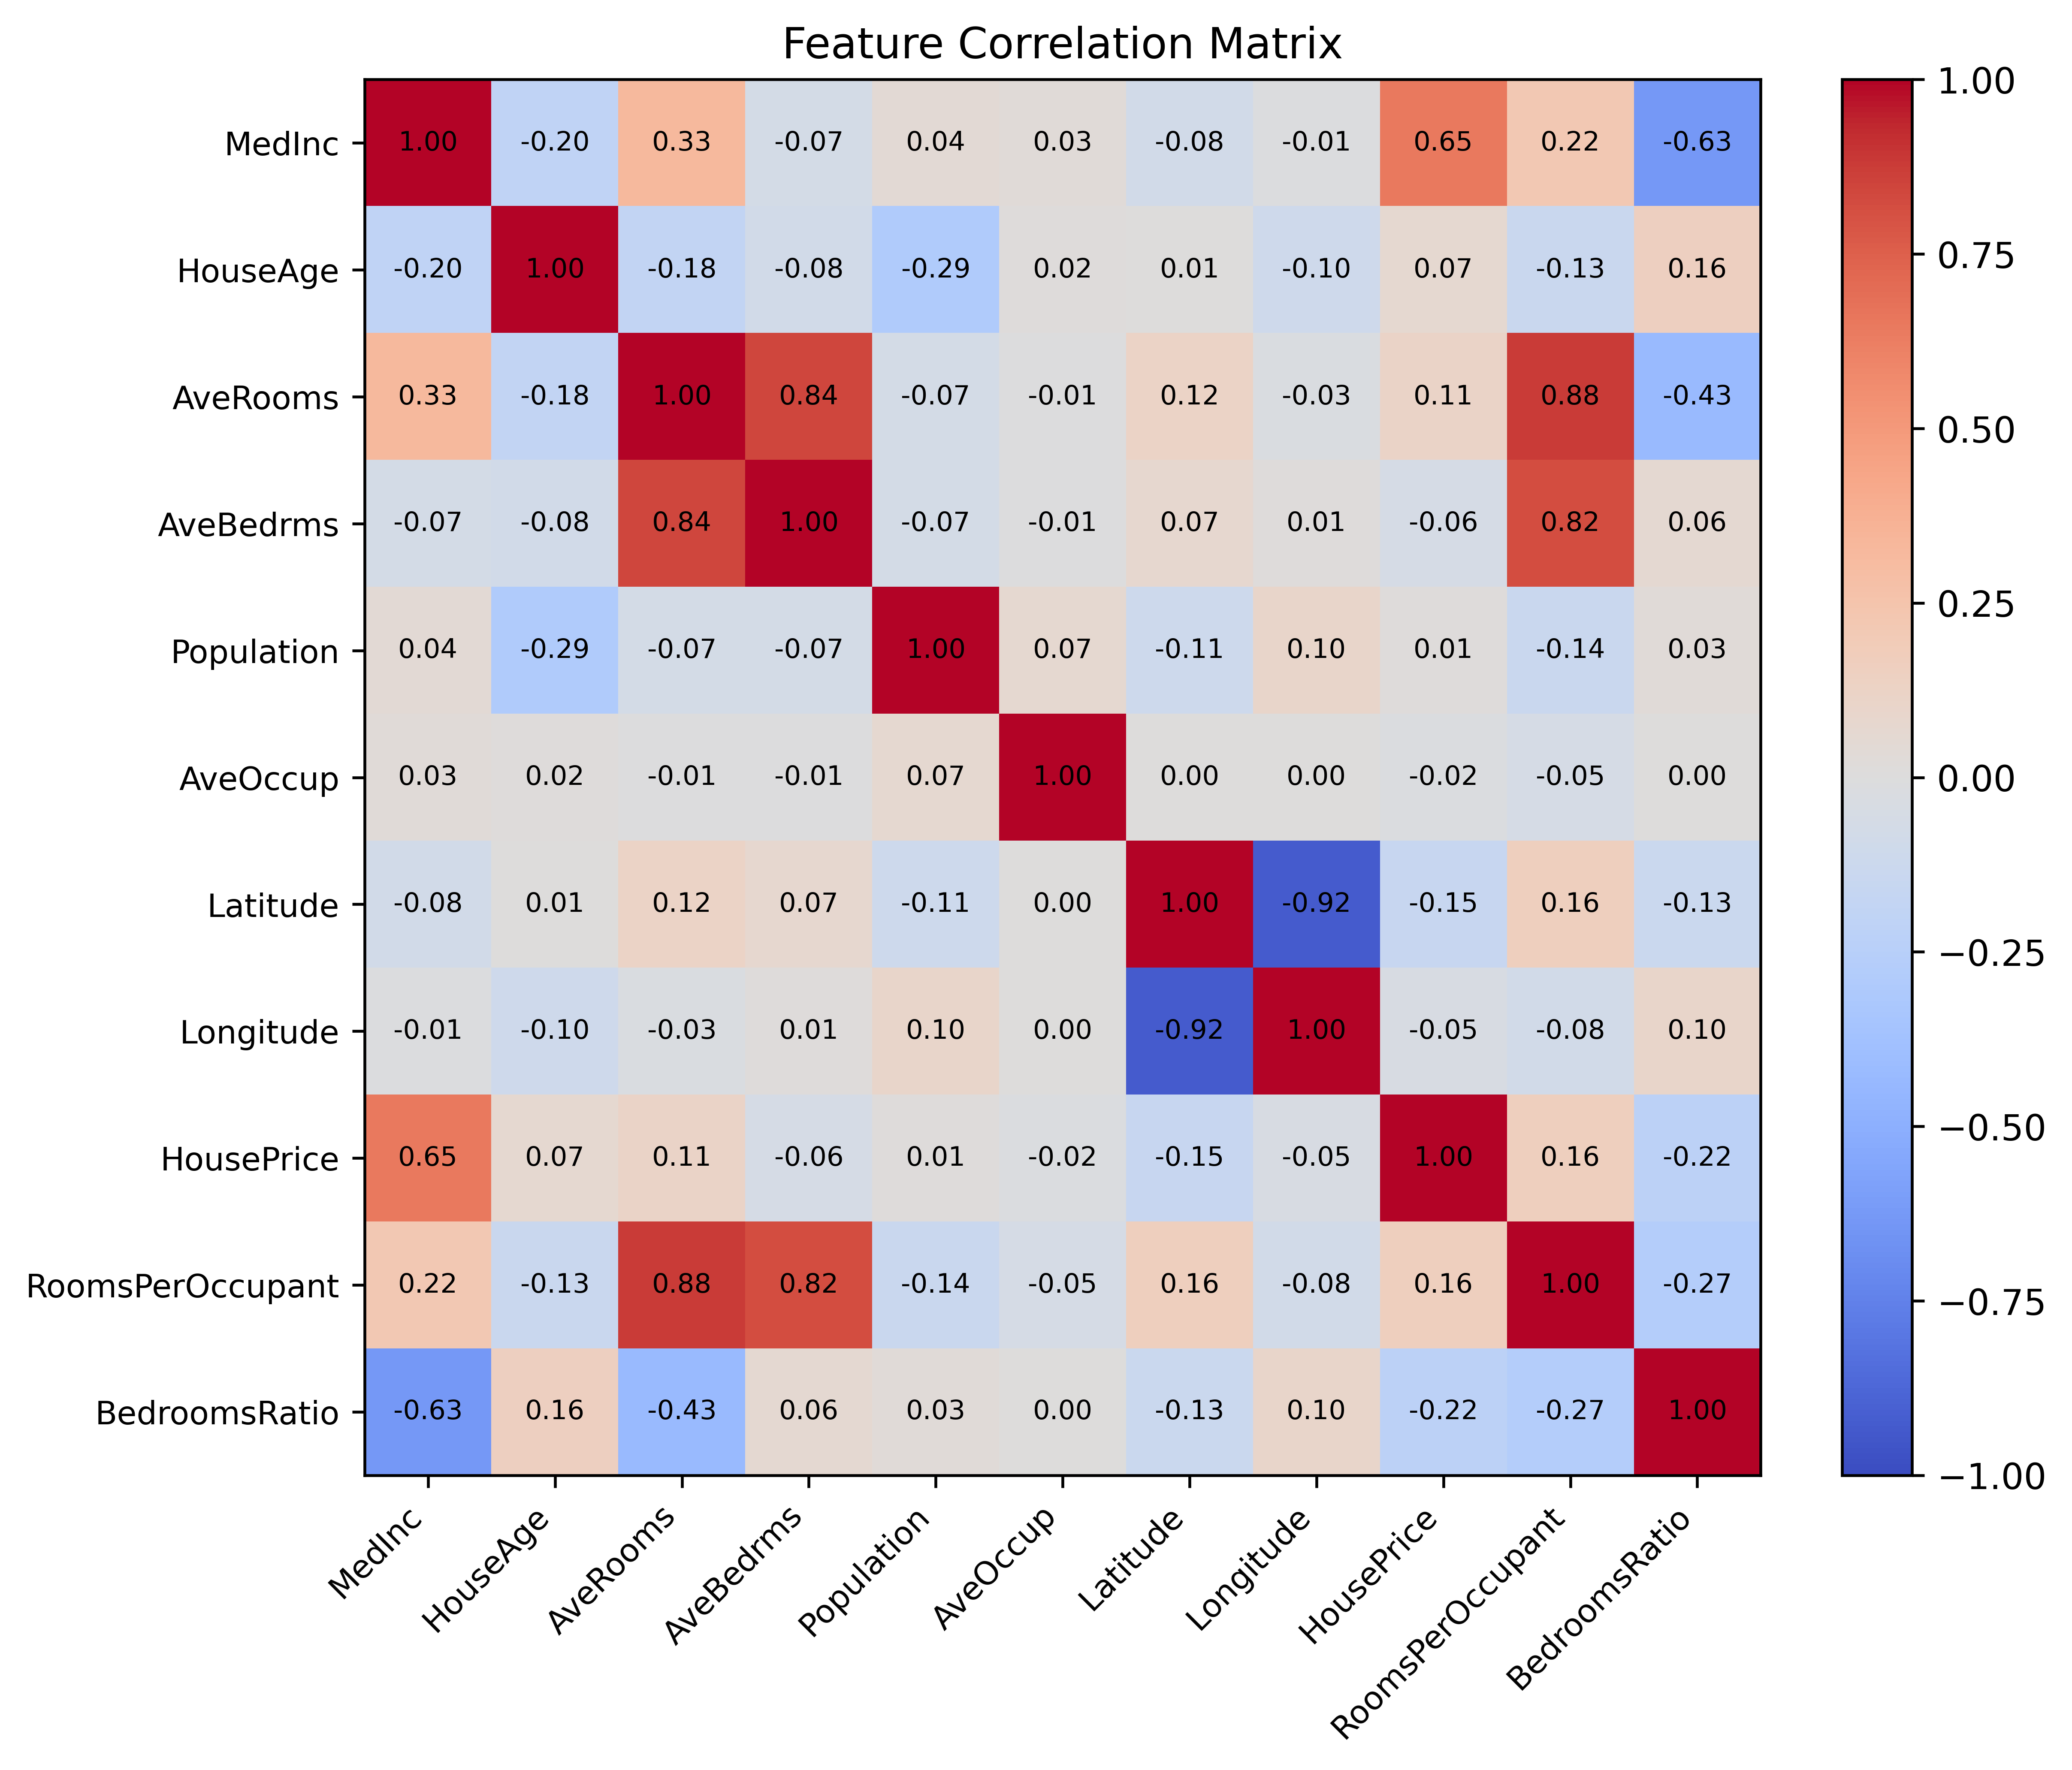 Feature Correlation Matrix
MedInc 1.00 -0.20 0.33 -0.07 0.04 0.03 -0.08 -0.01 0.65 0.22 -0.63
HouseAge -0.20 1.00 -0.18 -0.08 -0.29 0.02 0.01 -0.10 0.07 -0.13 0.16
AveRooms 0.33 -0.18 1.00 0.84 -0.07 -0.01 0.12 -0.03 0.11 0.88 -0.43
AveBedrms -0.07 -0.08 0.84 1.00 -0.07 -0.01 0.07 0.01 -0.06 0.82 0.06
Population 0.04 -0.29 -0.07 -0.07 1.00 0.07 -0.11 0.10 0.01 -0.14 0.03
AveOccup 0.03 0.02 -0.01 -0.01 0.07 1.00 0.00 0.00 -0.02 -0.05 0.00
Latitude -0.08 0.01 0.12 0.07 -0.11 0.00 1.00 -0.92 -0.15 0.16 -0.13
Longitude -0.01 -0.10 -0.03 0.01 0.10 0.00 -0.92 1.00 -0.05 -0.08 0.10
HousePrice 0.65 0.07 0.11 -0.06 0.01 -0.02 -0.15 -0.05 1.00 0.16 -0.22
RoomsPerOccupant 0.22 -0.13 0.88 0.82 -0.14 -0.05 0.16 -0.08 0.16 1.00 -0.27
BedroomsRatio -0.63 0.16 -0.43 0.06 0.03 0.00 -0.13 0.10 -0.22 -0.27 1.00
MedInc HouseAge AveRooms AveBedrms Population AveOccup Latitude Longitude HousePrice RoomsPerOccupant BedroomsRatio
1.00
0.75
0.50
0.25
0.00
−0.25
−0.50
−0.75
−1.00